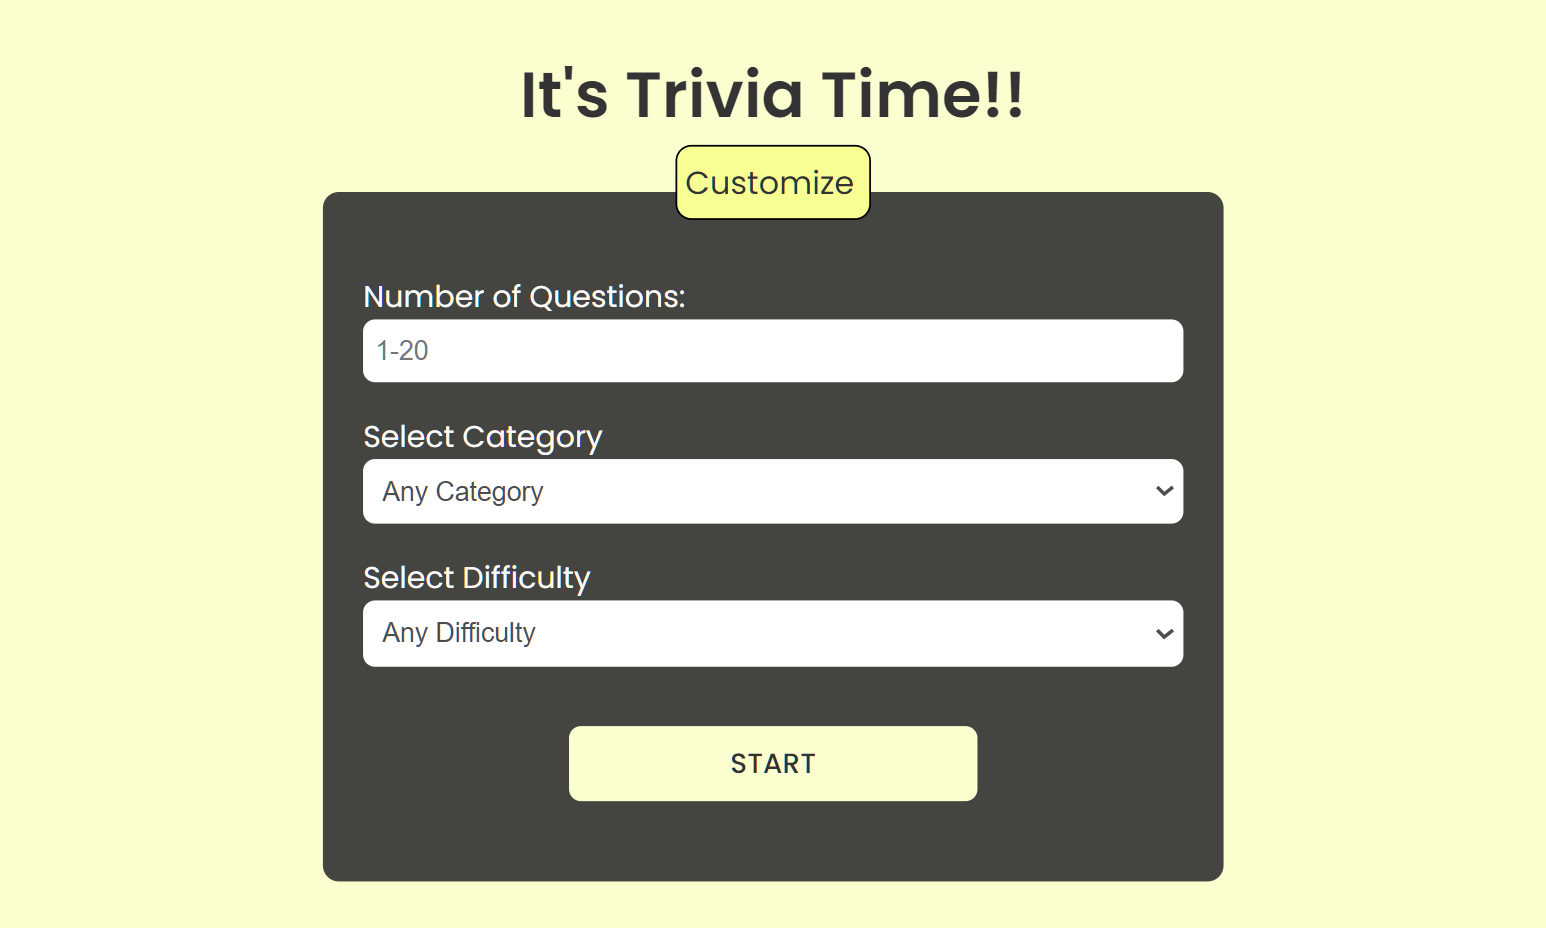 It's Trivia Time!!
Customize
Number of Questions:
1-20
Select Category
Any Category
Select Difficulty
Any Difficulty
START